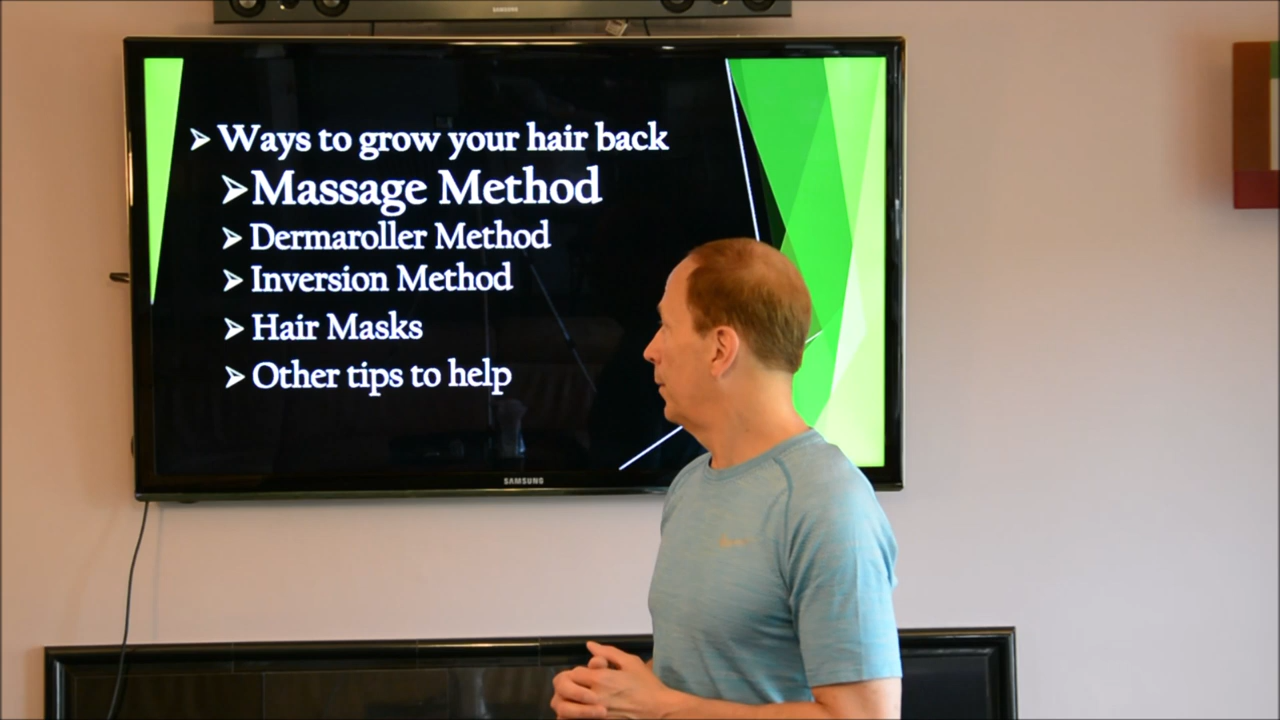 SAMSUNG
Ways to grow your hair back
Massage Method
Dermaroller Method
Inversion Method
Hair Masks
Other tips to help
SAMSUNG